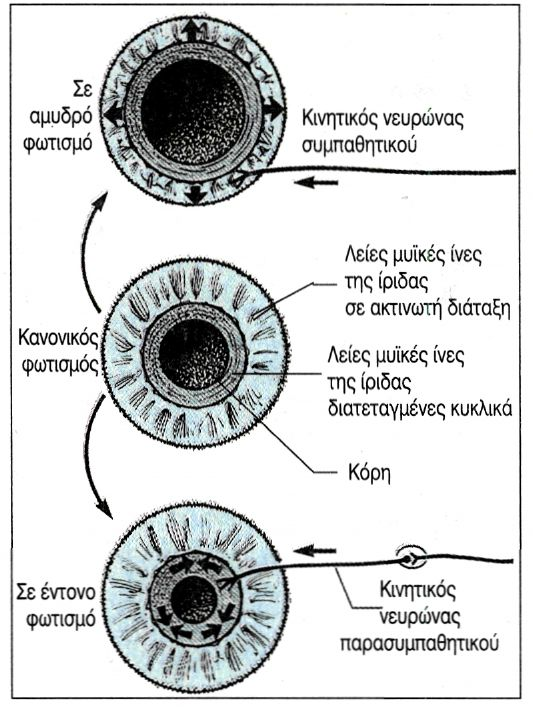 Σε
αμυδρό
φωτισμό
Κινητικός νευρώνας
συμπαθητικού
Λείες μυϊκές ίνες
της ίριδας
σε ακτινωτή διάταξη
Κανονικός
φωτισμός
Λείες μυϊκές ίνες
της ίριδας
διατεταγμένες κυκλικά
Κόρη
Σε έντονο
φωτισμό
Κινητικός
νευρώνας
παρασυμπαθητικού